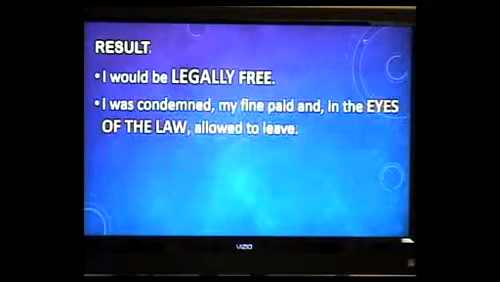 RESULT:
• I would be LEGALLY FREE.
• I was condemned, my fine paid and, in the EYES
OF THE LAW, allowed to leave.
VIZIO